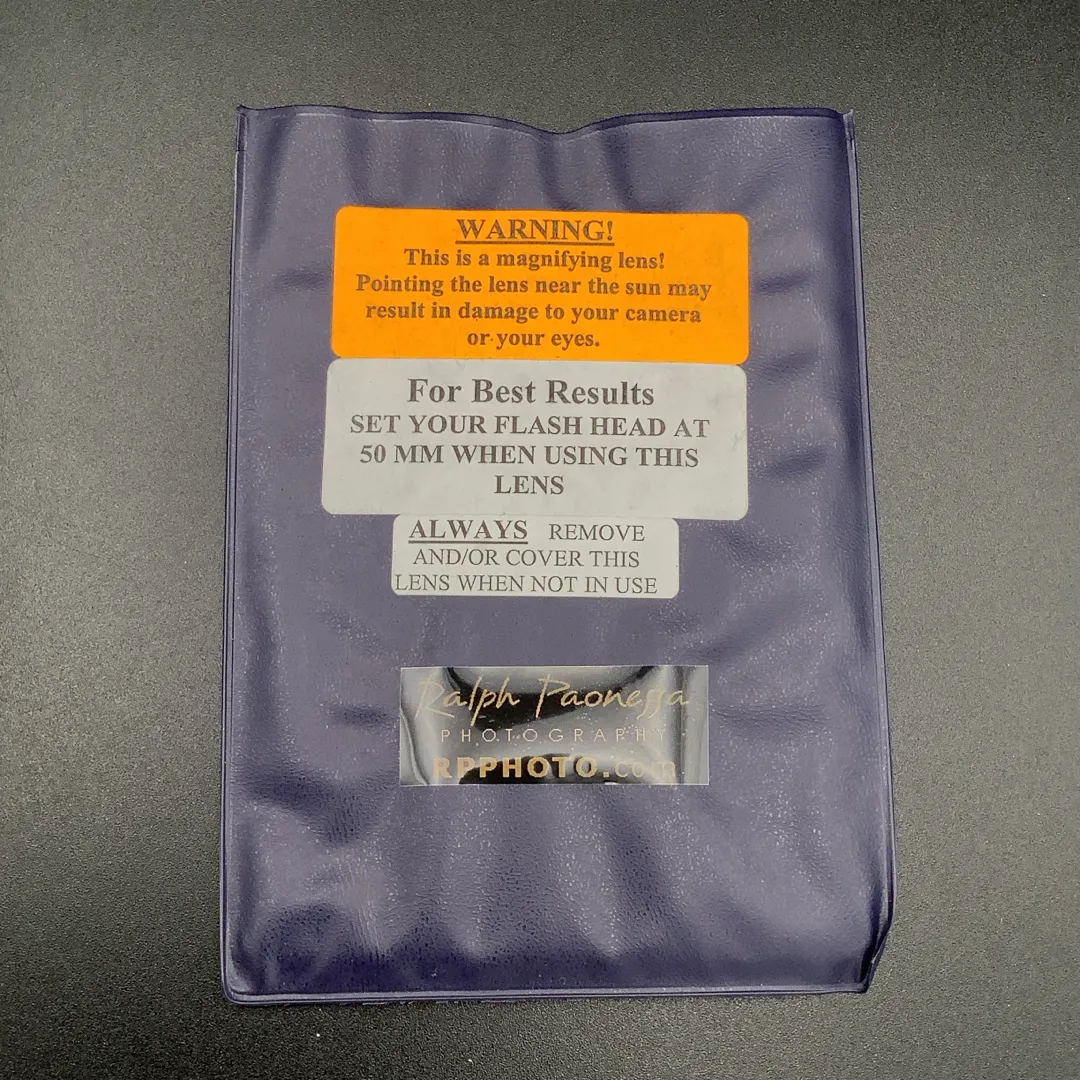 WARNING!
This is a magnifying lens!
Pointing the lens near the sun may
result in damage to your camera
or your eyes.
For Best Results
SET YOUR FLASH HEAD AT
50 MM WHEN USING THIS
LENS
ALWAYS REMOVE
AND/OR COVER THIS
LENS WHEN NOT IN USE
Ralph Paonessa
PHOTOGRAPHY
RPPHOTO.com